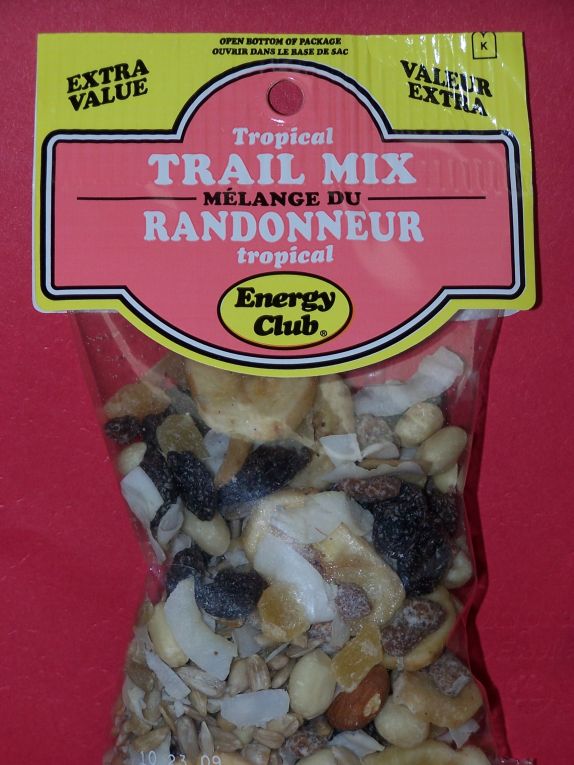 OPEN BOTTOM OF PACKAGE
OUVRIR DANS LE BASE DE SAC
K
EXTRA
VALUE
VALEUR
EXTRA
Tropical
TRAIL MIX
MÉLANGE DU
RANDONNEUR
tropical
Energy
Club®
10 23 09